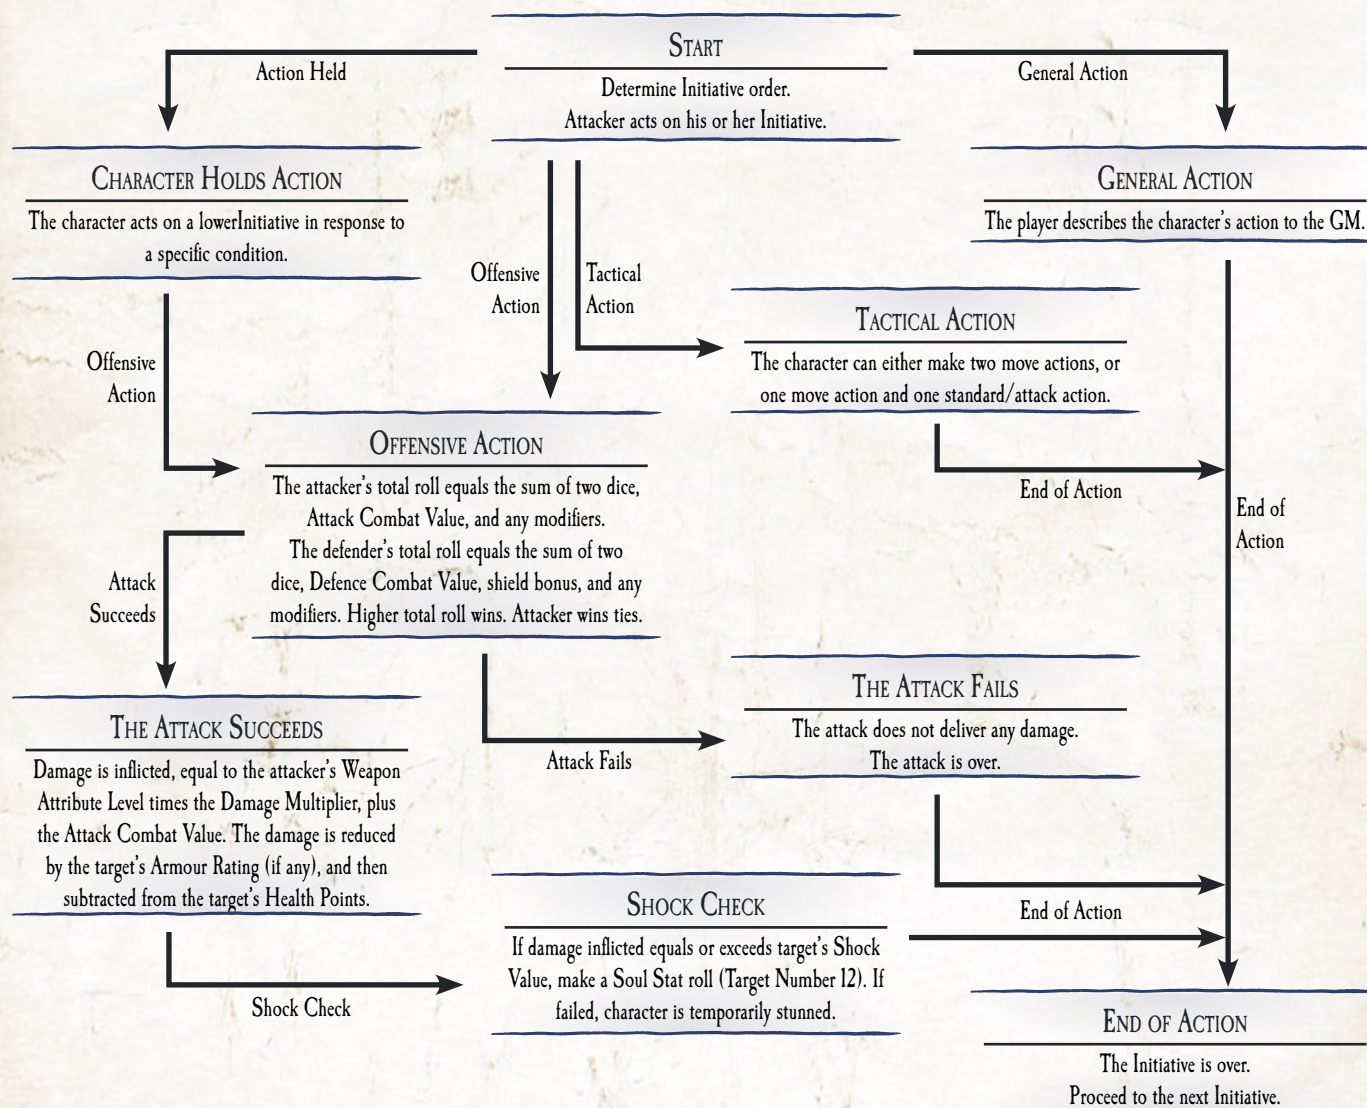 START
Determine Initiative order.
Attacker acts on his or her Initiative.
Action Held
General Action
CHARACTER HOLDS ACTION
The character acts on a lowerInitiative in response to
a specific condition.
GENERAL ACTION
The player describes the character's action to the GM.
Offensive
Action
Tactical
Action
TACTICAL ACTION
The character can either make two move actions, or
one move action and one standard/attack action.
Offensive
Action
OFFENSIVE ACTION
The attacker's total roll equals the sum of two dice,
Attack Combat Value, and any modifiers.
The defender's total roll equals the sum of two
dice, Defence Combat Value, shield bonus, and any
modifiers. Higher total roll wins. Attacker wins ties.
End of Action
End of
Action
Attack
Succeeds
THE ATTACK SUCCEEDS
Damage is inflicted, equal to the attacker's Weapon
Attribute Level times the Damage Multiplier, plus
the Attack Combat Value. The damage is reduced
by the target's Armour Rating (if any), and then
subtracted from the target's Health Points.
Attack Fails
THE ATTACK FAILS
The attack does not deliver any damage.
The attack is over.
Shock Check
SHOCK CHECK
If damage inflicted equals or exceeds target's Shock
Value, make a Soul Stat roll (Target Number 12). If
failed, character is temporarily stunned.
End of Action
END OF ACTION
The Initiative is over.
Proceed to the next Initiative.